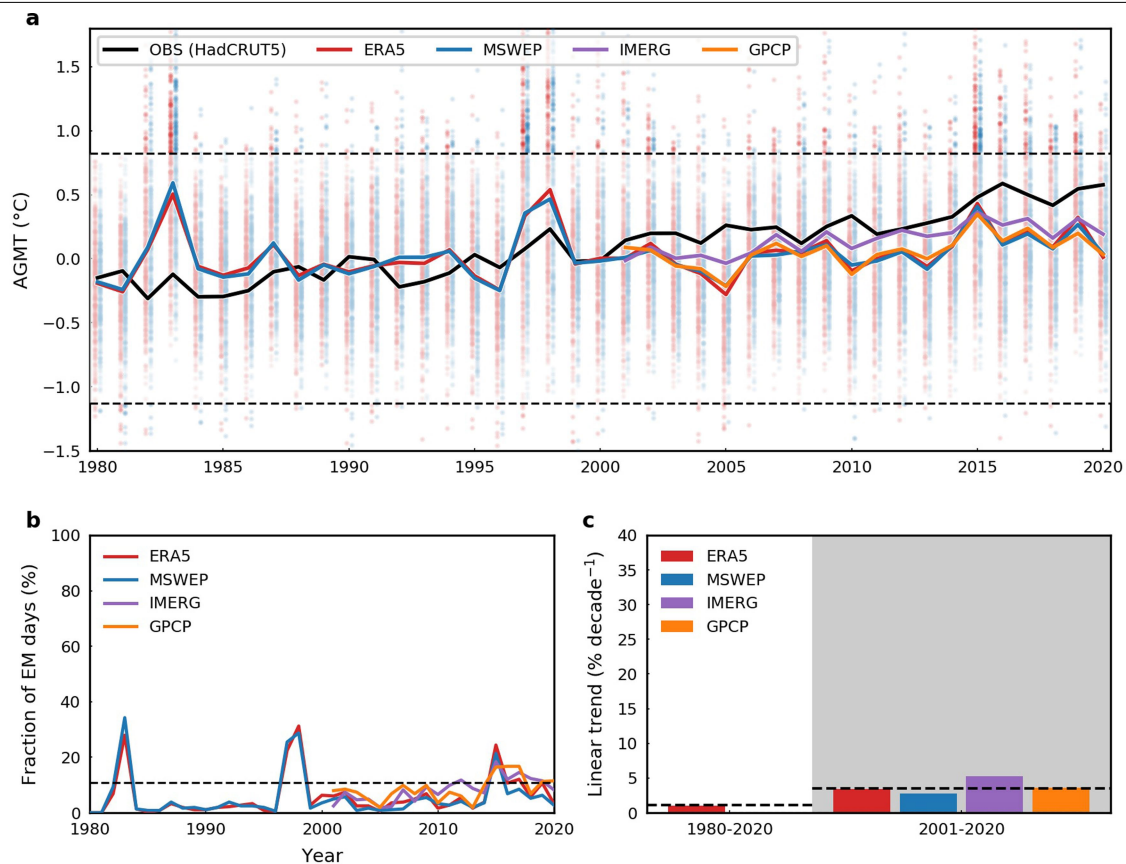 a
OBS (HadCRUT5) ERA5 MSWEP IMERG GPCP
AGMT (°C)
1.5
1.0
0.5
0.0
−0.5
−1.0
−1.5
1980 1985 1990 1995 2000 2005 2010 2015 2020
b
Fraction of EM days (%)
100
80
60
40
20
0
ERA5
MSWEP
IMERG
GPCP
1980 1990 2000 2010 2020
Year
c
Linear trend (% decade⁻¹)
40
35
30
25
20
15
10
5
0
ERA5
MSWEP
IMERG
GPCP
1980-2020 2001-2020